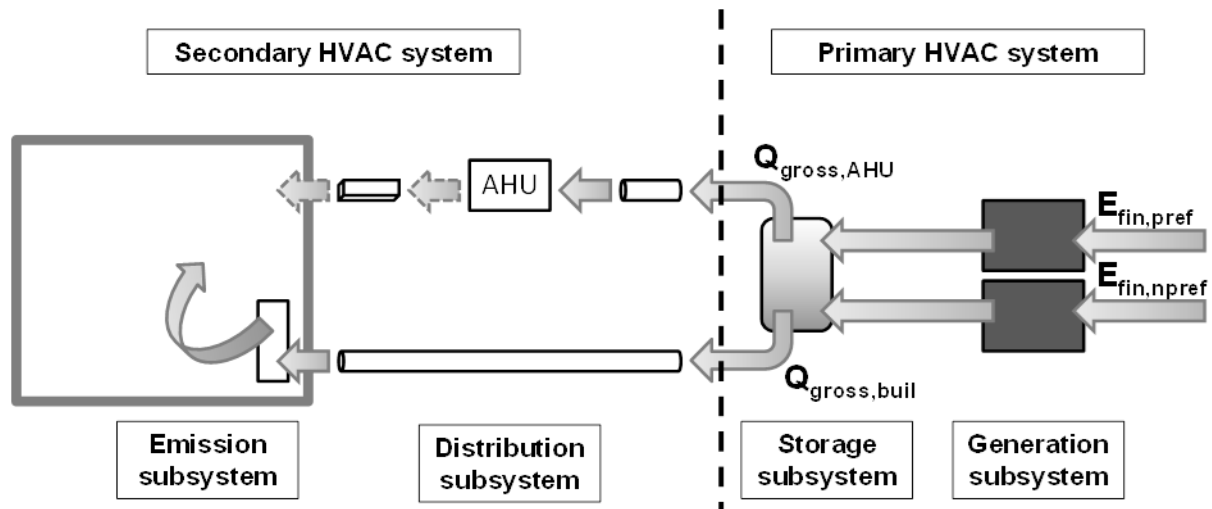 Secondary HVAC system
Primary HVAC system
Q gross,AHU
AHU
E fin,pref
E fin,npref
Q gross,buil
Emission
subsystem
Distribution
subsystem
Storage
subsystem
Generation
subsystem